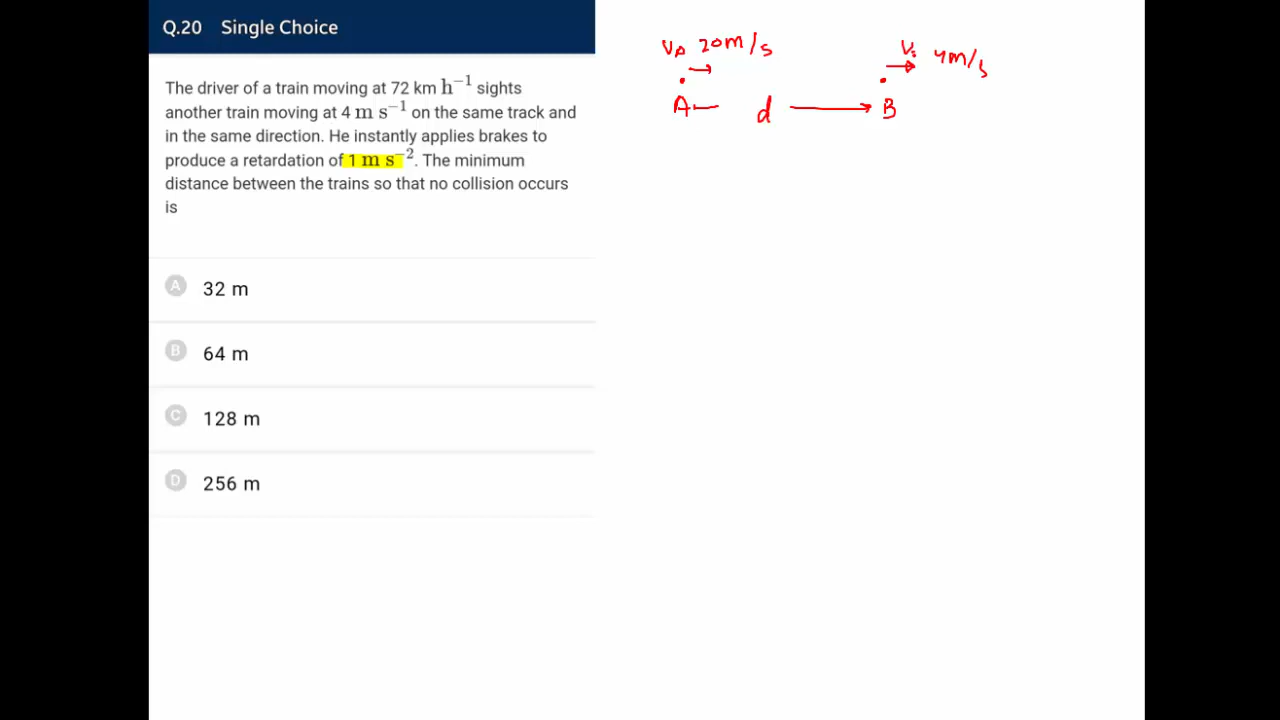 Q.20 Single Choice
The driver of a train moving at 72 km h⁻¹ sights
another train moving at 4 m s⁻¹ on the same track and
in the same direction. He instantly applies brakes to
produce a retardation of 1 m s⁻². The minimum
distance between the trains so that no collision occurs
is
A 32 m
B 64 m
C 128 m
D 256 m
VA 20m/s
4m/s
A d B